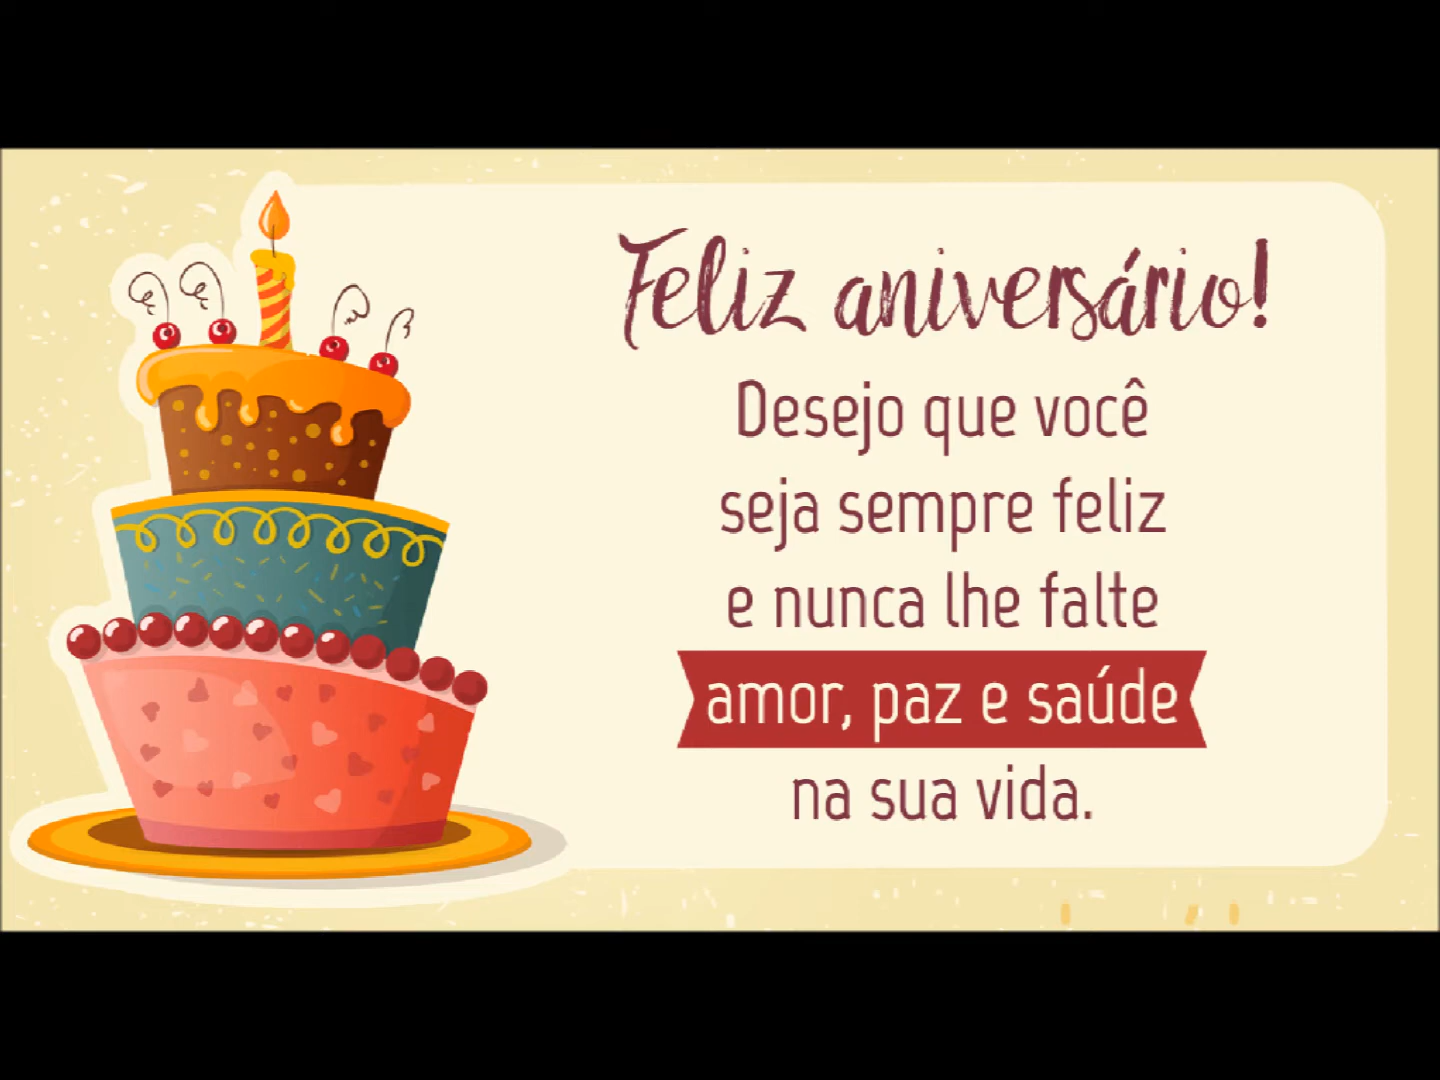 Feliz aniversário!
Desejo que você
seja sempre feliz
e nunca lhe falte
amor, paz e saúde
na sua vida.